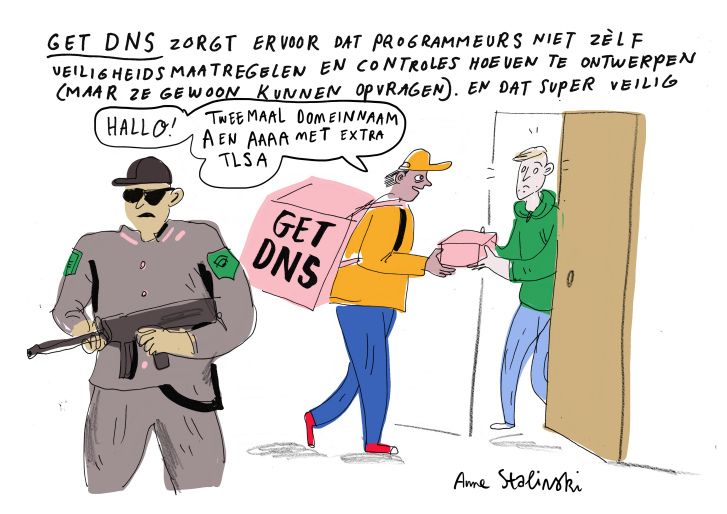 GET DNS ZORGT ERVOOR DAT PROGRAMMEURS NIET ZÈLF
VEILIGHEIDSMAATREGELEN EN CONTROLES HOEVEN TE ONTWERPEN
(MAAR ZE GEWOON KUNNEN OPVRAGEN). EN DAT SUPER VEILIG
HALLO!
TWEEMAAL DOMEINNAAM
A EN AAAA MET EXTRA
TLSA
GET
DNS
Anne Stalinski